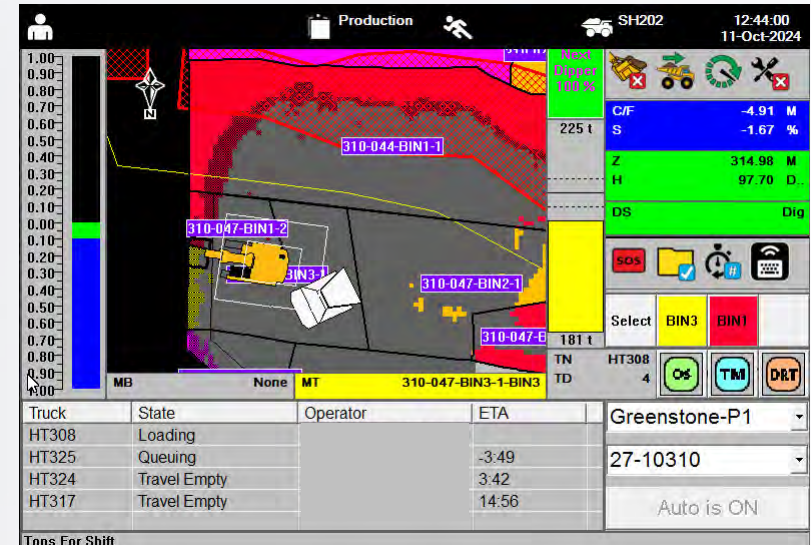 Production
SH202
12:44:00
11-Oct-2024
1.00
0.90
0.80
0.70
0.60
0.50
0.40
0.30
0.20
0.10
0.00
0.10
0.20
0.30
0.40
0.50
0.60
0.70
0.80
0.90
N
310-044-BIN1-1
310-047-BIN1-2
BIN3-1
310-047-BIN2-1
310-047-B
Next
Dipper
100 %
225 t
181 t
C/F -4.91 M
S -1.67 %
Z 314.98 M
H 97.70 D..
DS Dig
SOS
#
Select BIN3 BIN1
MB None MT 310-047-BIN3-1-BIN3
TN HT308
TD 4
OS TM DRT
Truck State Operator ETA
HT308 Loading
HT325 Queuing -3:49
HT324 Travel Empty 3:42
HT317 Travel Empty 14:56
Greenstone-P1
27-10310
Auto is ON
Tons For Shift